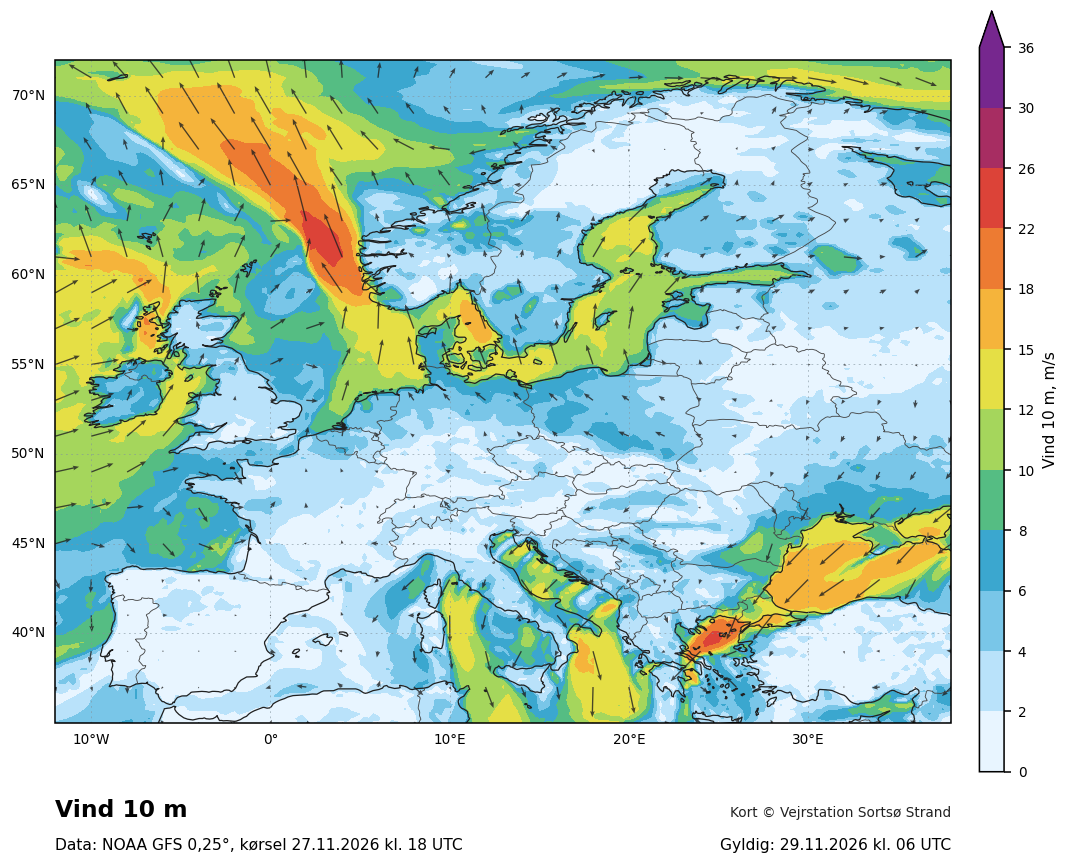 70°N
65°N
60°N
55°N
50°N
45°N
40°N
10°W
0°
10°E
20°E
30°E
36
30
26
22
18
15
12
10
8
6
4
2
0
Vind 10 m, m/s
Vind 10 m
Kort © Vejrstation Sortsø Strand
Data: NOAA GFS 0,25°, kørsel 27.11.2026 kl. 18 UTC
Gyldig: 29.11.2026 kl. 06 UTC